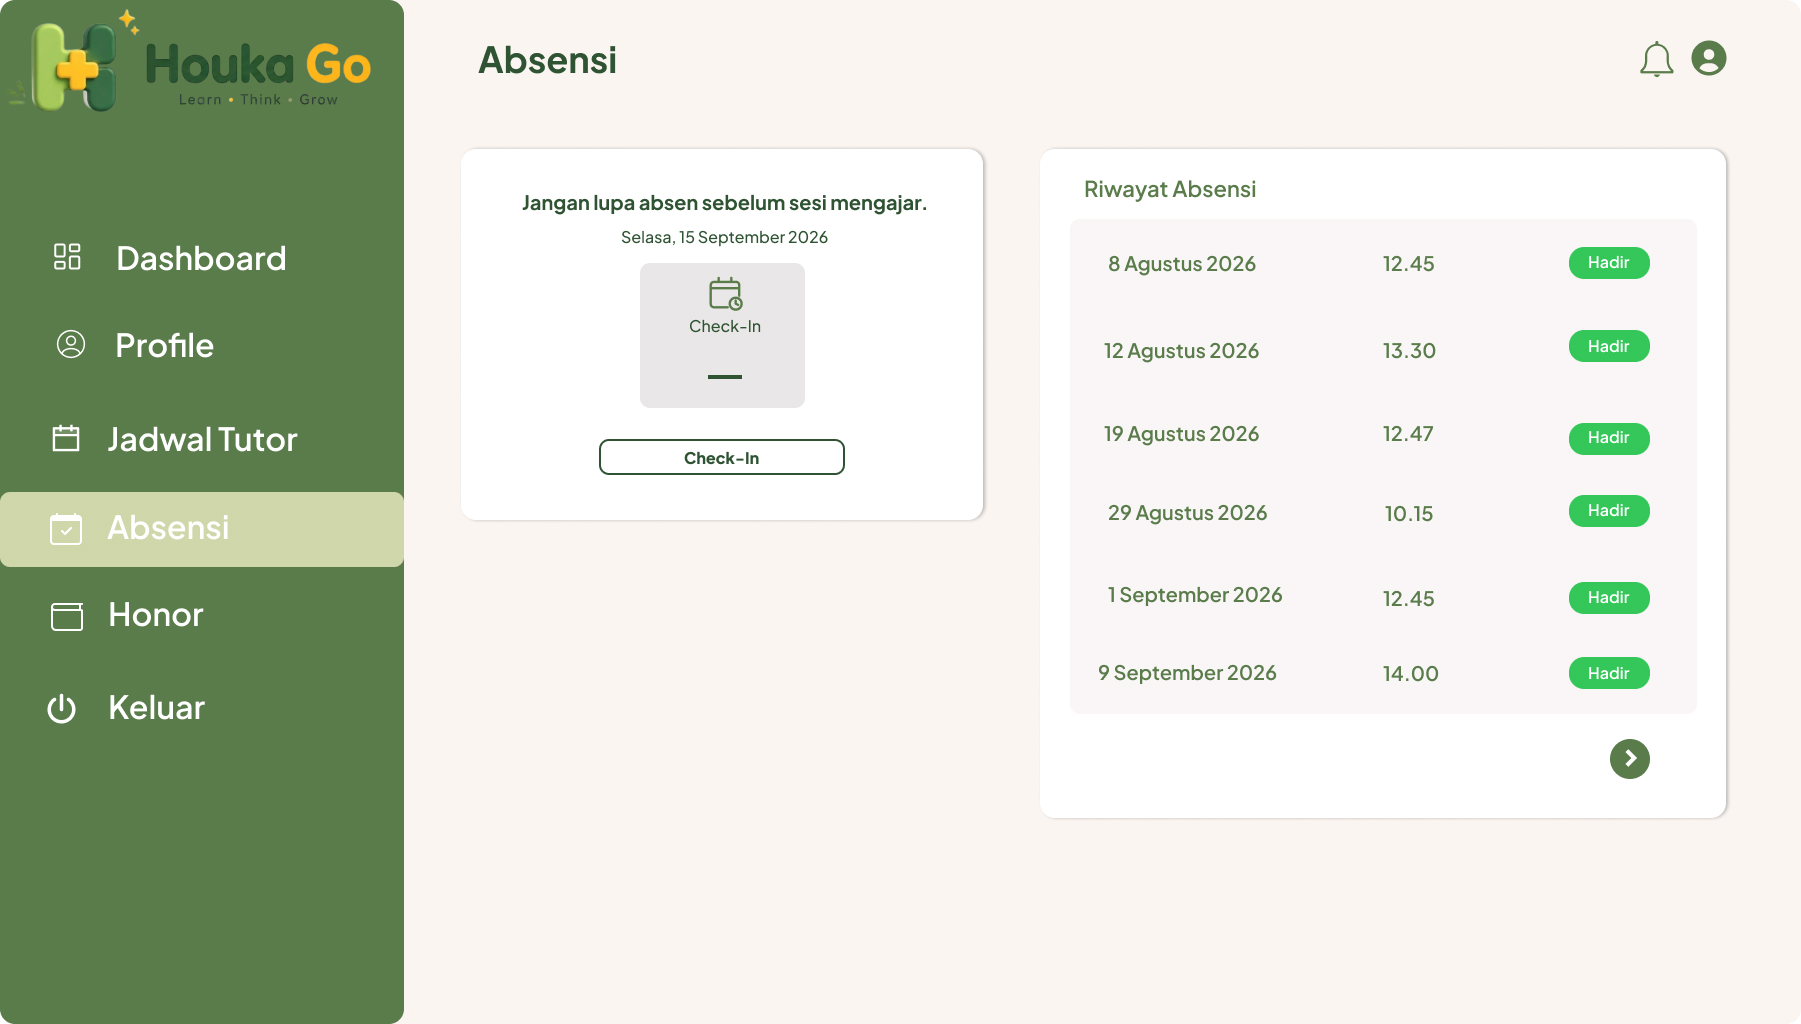 Houka Go
Learn • Think • Grow
Dashboard
Profile
Jadwal Tutor
Absensi
Honor
Keluar
Absensi
Jangan lupa absen sebelum sesi mengajar.
Selasa, 15 September 2026
Check-In
—
Check-In
Riwayat Absensi
8 Agustus 2026 12.45 Hadir
12 Agustus 2026 13.30 Hadir
19 Agustus 2026 12.47 Hadir
29 Agustus 2026 10.15 Hadir
1 September 2026 12.45 Hadir
9 September 2026 14.00 Hadir